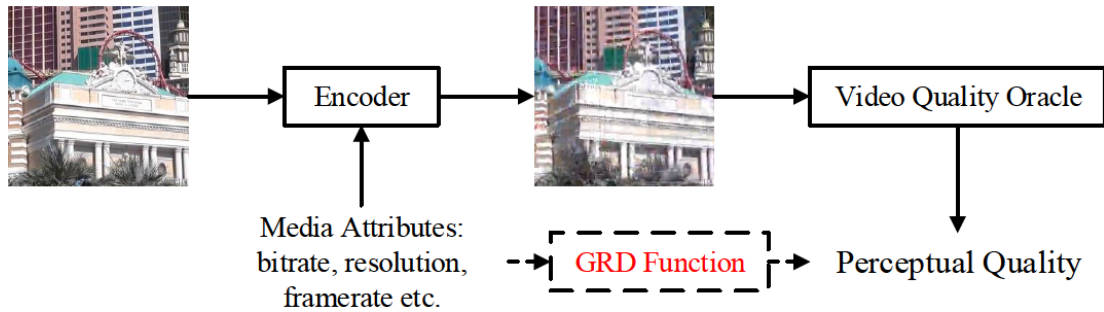 Encoder
Video Quality Oracle
Media Attributes:
bitrate, resolution,
framerate etc.
GRD Function
Perceptual Quality